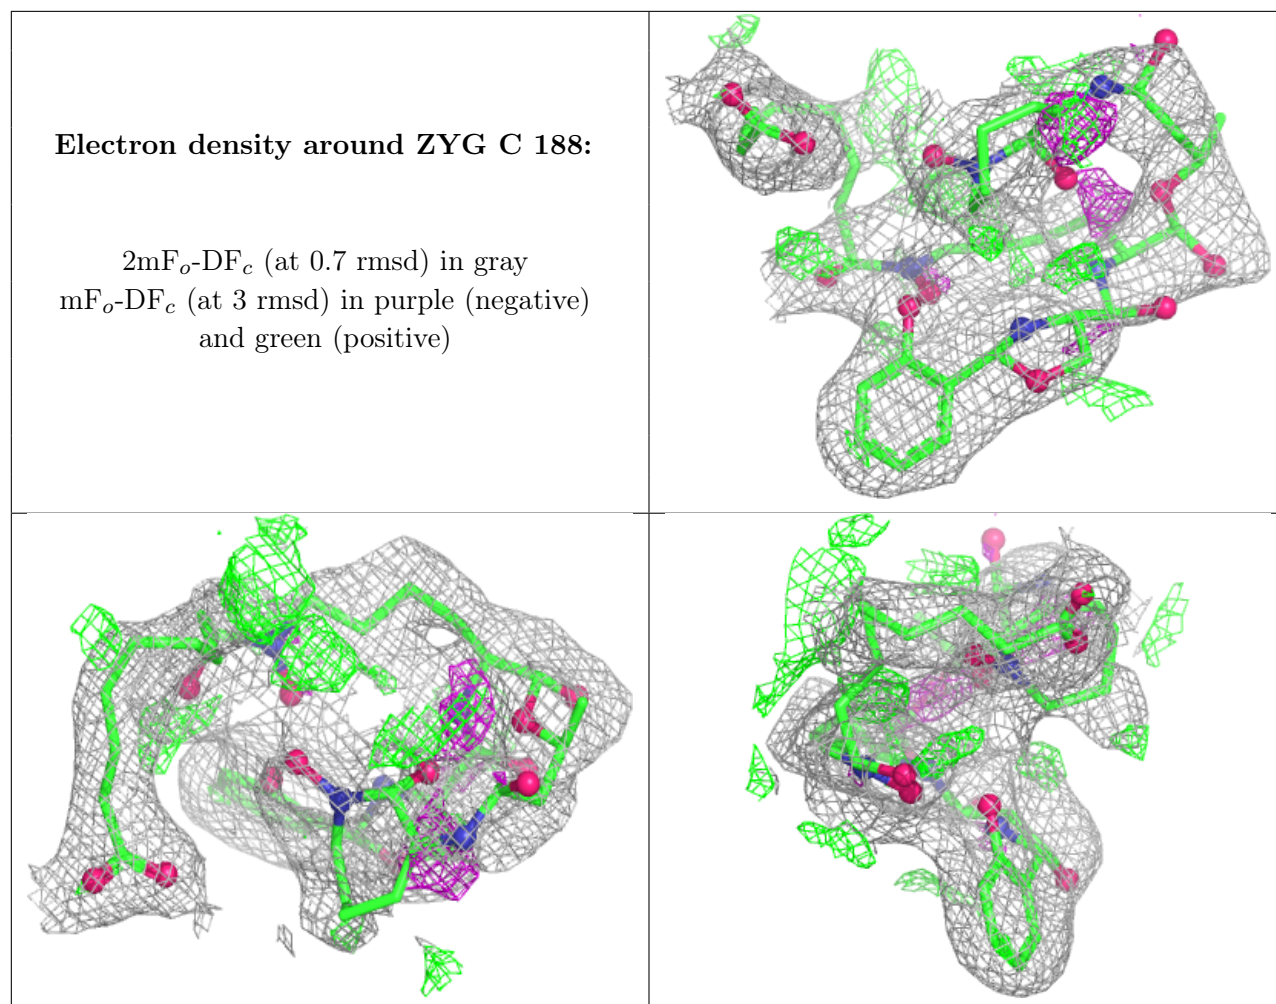 Electron density around ZYG C 188:
2mFo-DFc (at 0.7 rmsd) in gray
mFo-DFc (at 3 rmsd) in purple (negative)
and green (positive)